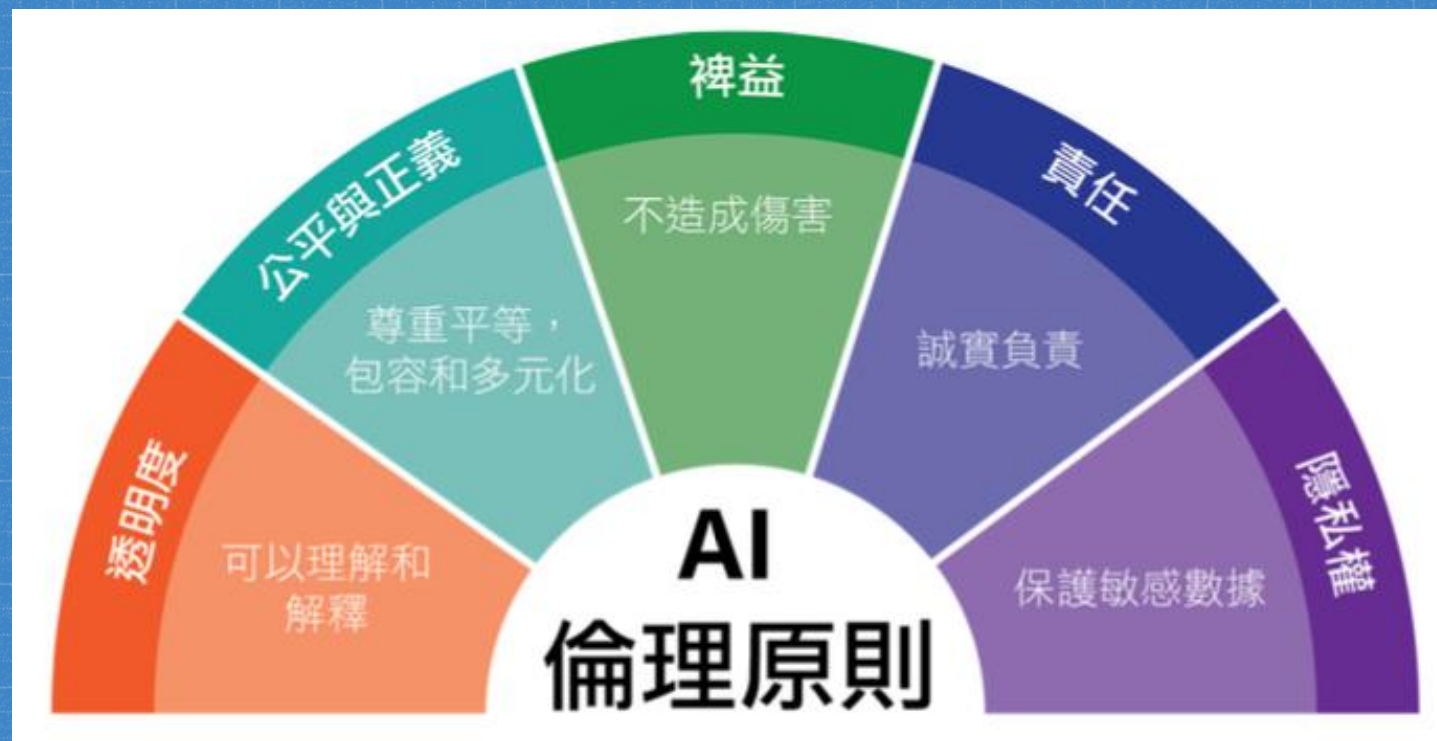 透明度
可以理解和
解釋
公平與正義
尊重平等，
包容和多元化
裨益
不造成傷害
責任
誠實負責
隱私權
保護敏感數據
AI
倫理原則